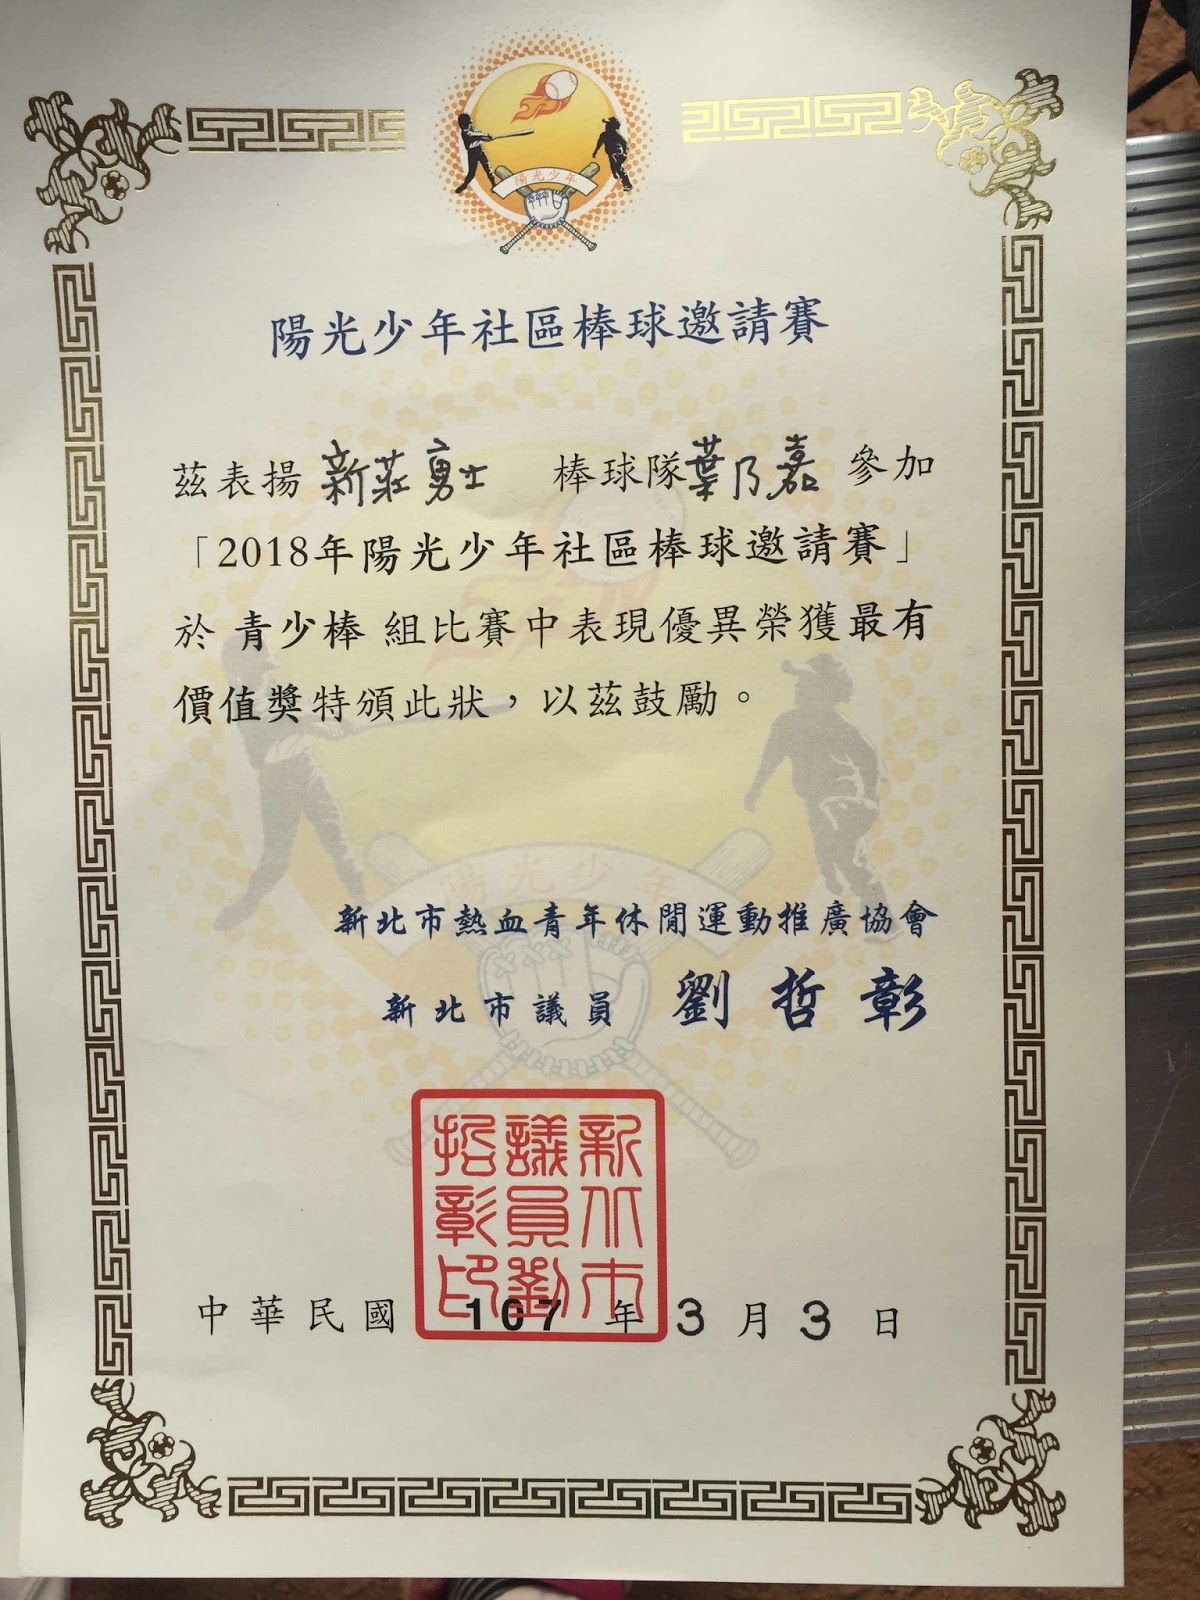 陽光少年
陽光少年社區棒球邀請賽
茲表揚 新莊勇士 棒球隊葉乃嘉 參加
「2018年陽光少年社區棒球邀請賽」
於 青少棒 組比賽中表現優異榮獲最有
價值獎特頒此狀，以茲鼓勵。
陽光少年
新北市熱血青年休閒運動推廣協會
新北市議員 劉哲彰
新北市
議員劉
哲彰印
中華民國 107 年 3 月 3 日